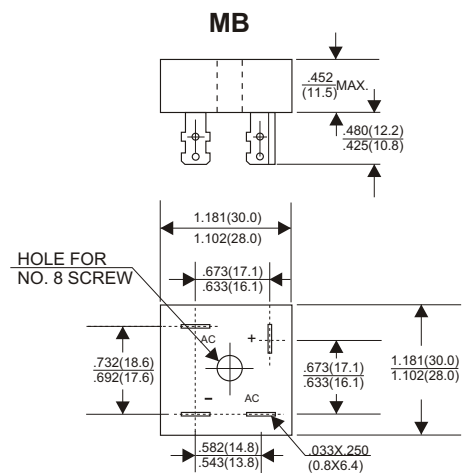 MB
.452
(11.5)
MAX.
.480(12.2)
.425(10.8)
1.181(30.0)
1.102(28.0)
HOLE FOR
NO. 8 SCREW
.673(17.1)
.633(16.1)
AC
+
.732(18.6)
.692(17.6)
.673(17.1)
.633(16.1)
1.181(30.0)
1.102(28.0)
- AC
.582(14.8)
.543(13.8)
.033X.250
(0.8X6.4)